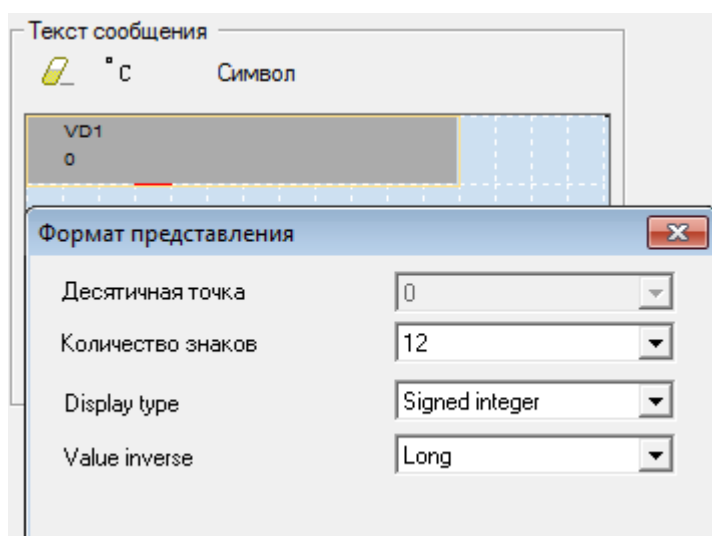 Текст сообщения
°C Символ
VD1
0
Формат представления
Десятичная точка 0
Количество знаков 12
Display type Signed integer
Value inverse Long